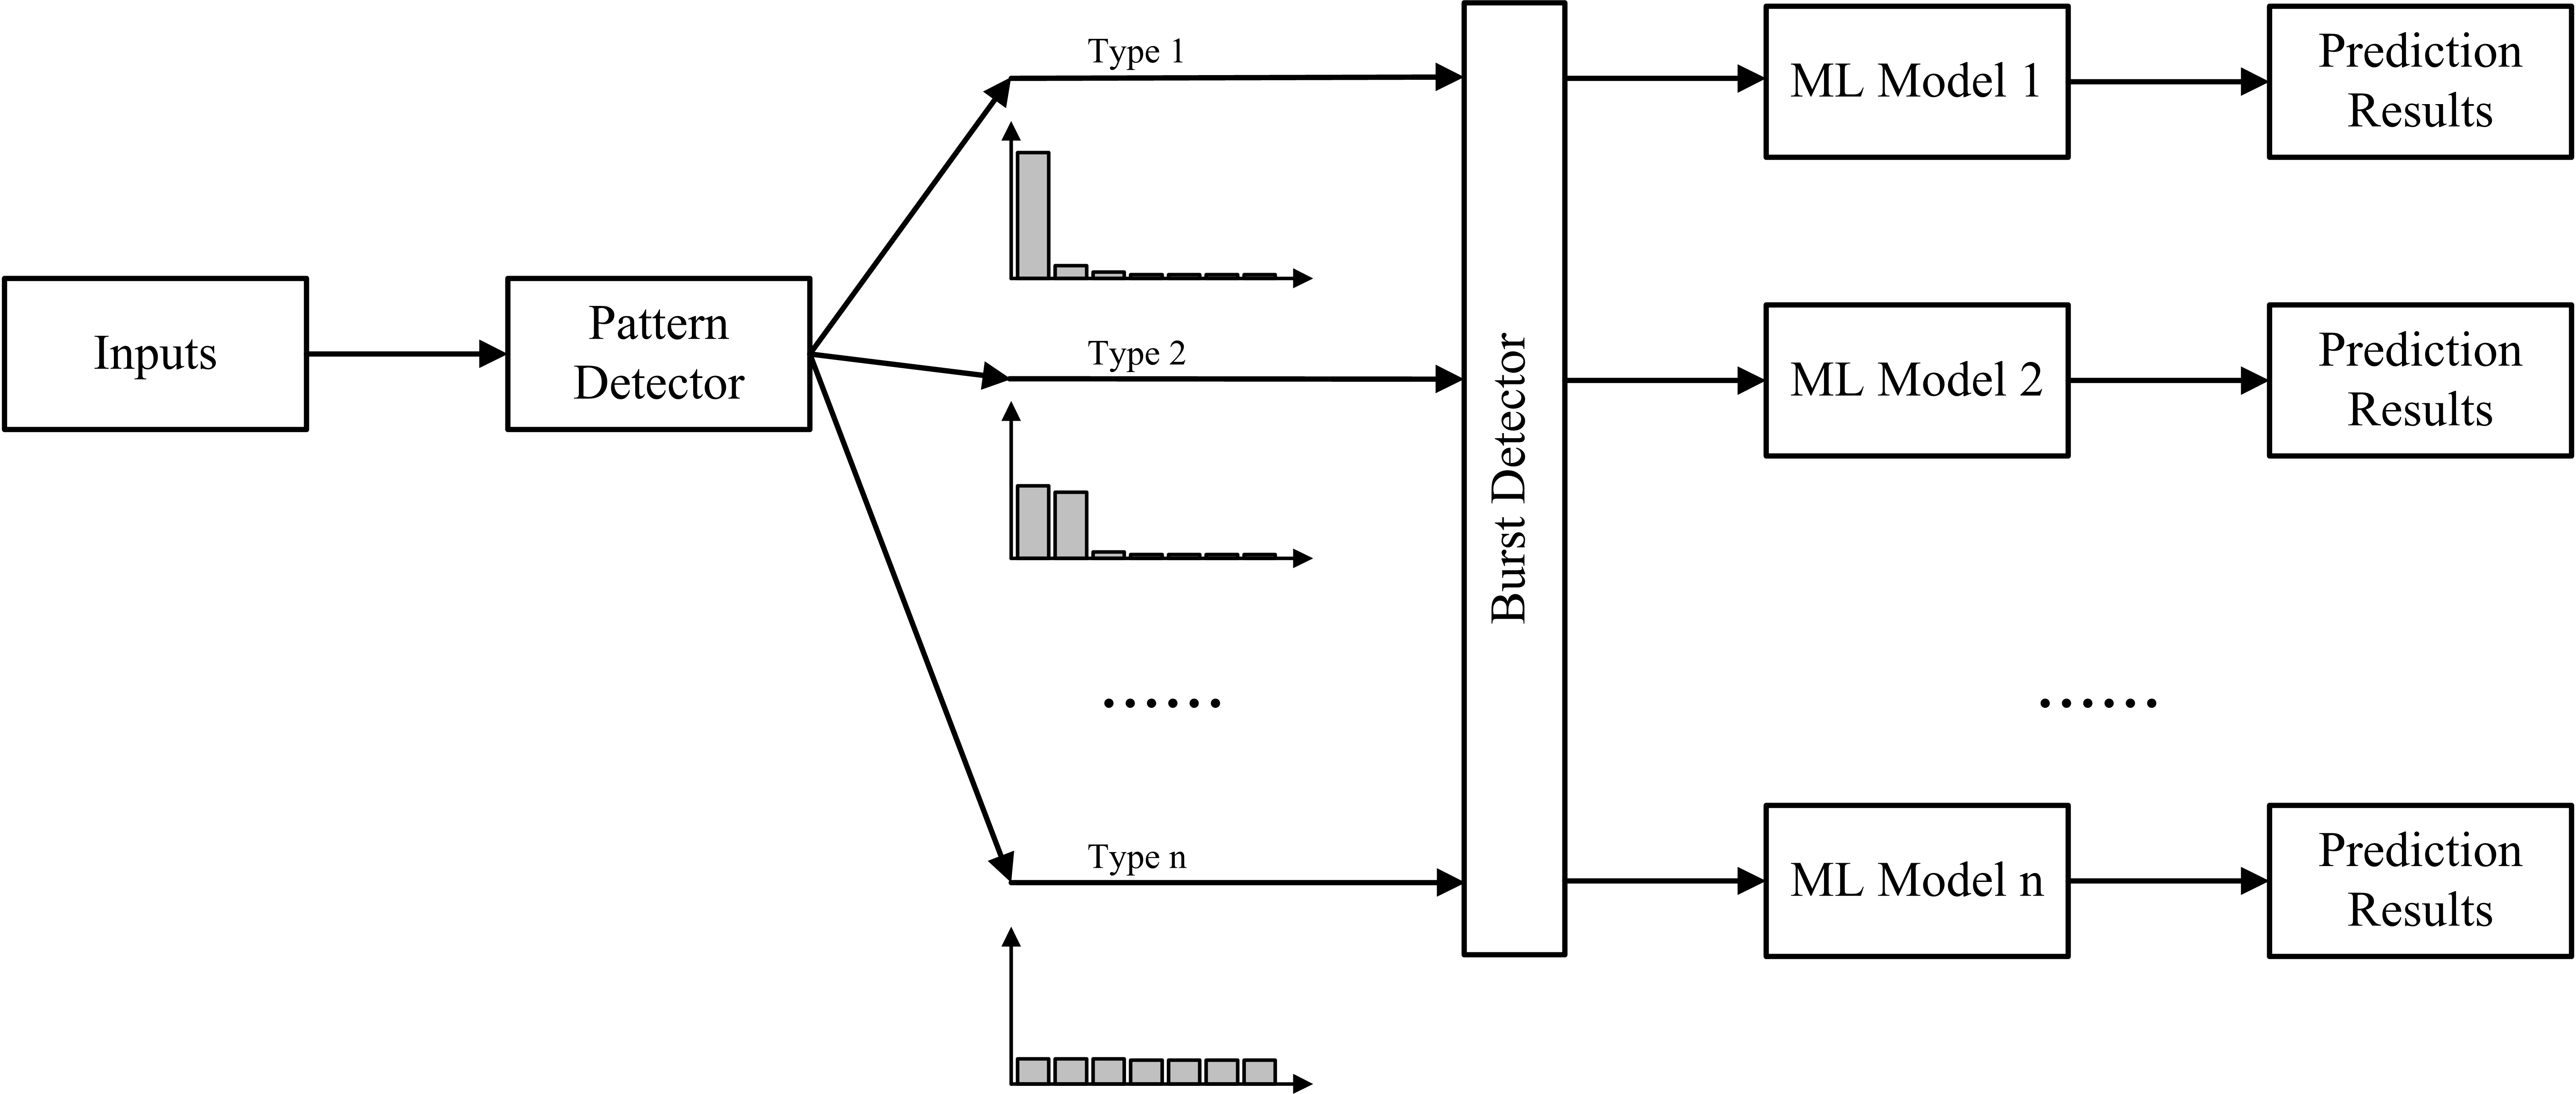 Inputs
Pattern
Detector
Type 1
Type 2
......
Type n
Burst Detector
ML Model 1
Prediction
Results
ML Model 2
Prediction
Results
......
ML Model n
Prediction
Results